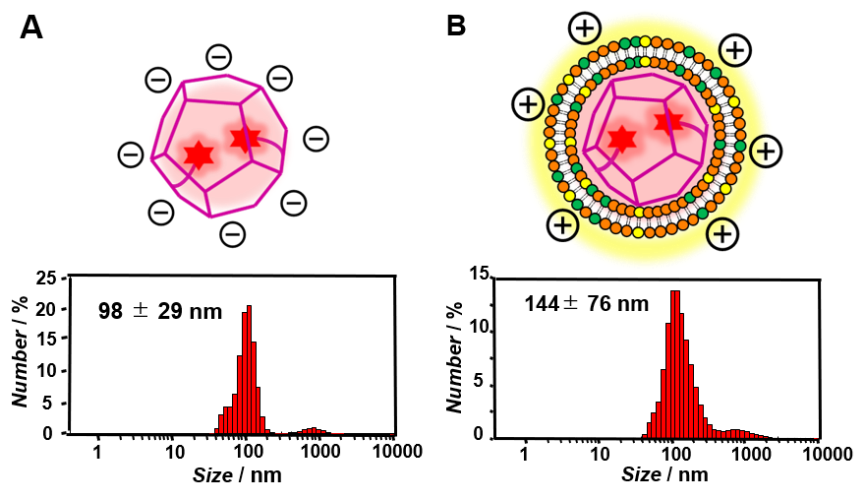 A
B
⊖ ⊖ ⊖ ⊖ ⊖ ⊖ ⊖ ⊖
⊕ ⊕ ⊕ ⊕ ⊕ ⊕
98 ± 29 nm
Number / %
25
20
15
10
5
0
1 10 100 1000 10000
Size / nm
144± 76 nm
Number / %
15
10
5
0
1 10 100 1000 10000
Size / nm